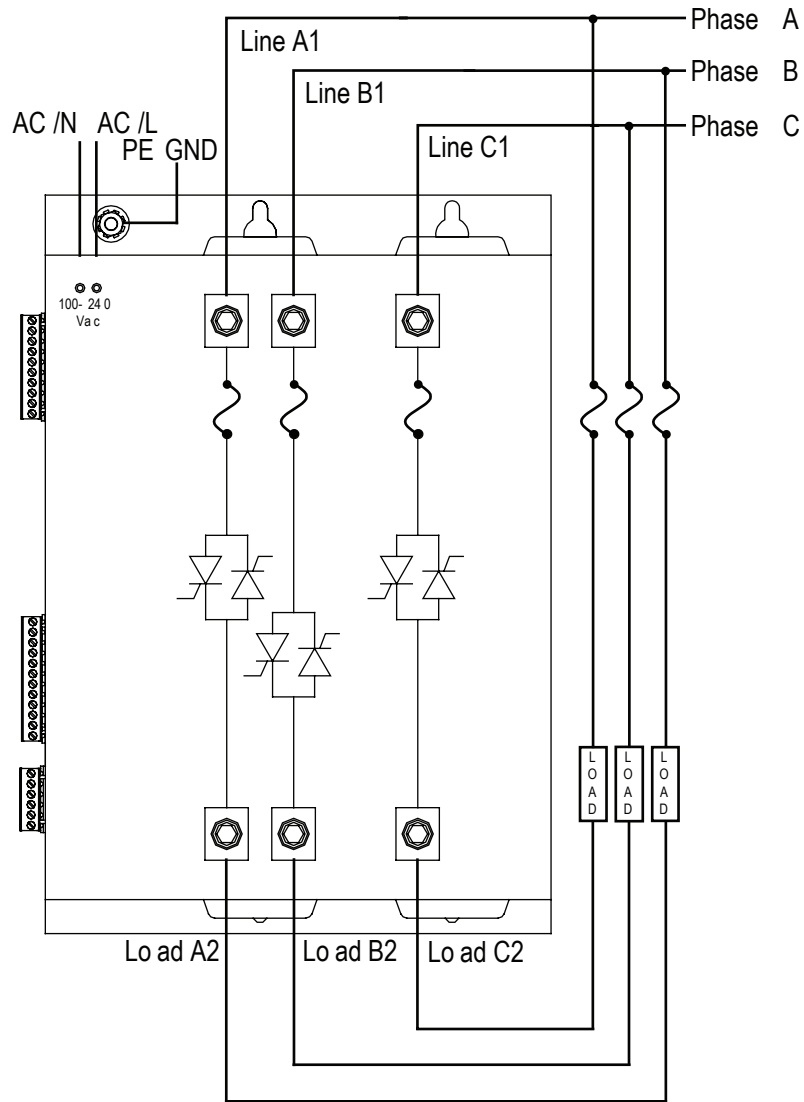 Phase A
Line A1
Phase B
Line B1
Phase C
Line C1
AC /N AC /L
PE GND
100- 24 0
Va c
L
O
A
D
L
O
A
D
L
O
A
D
Lo ad A2
Lo ad B2
Lo ad C2